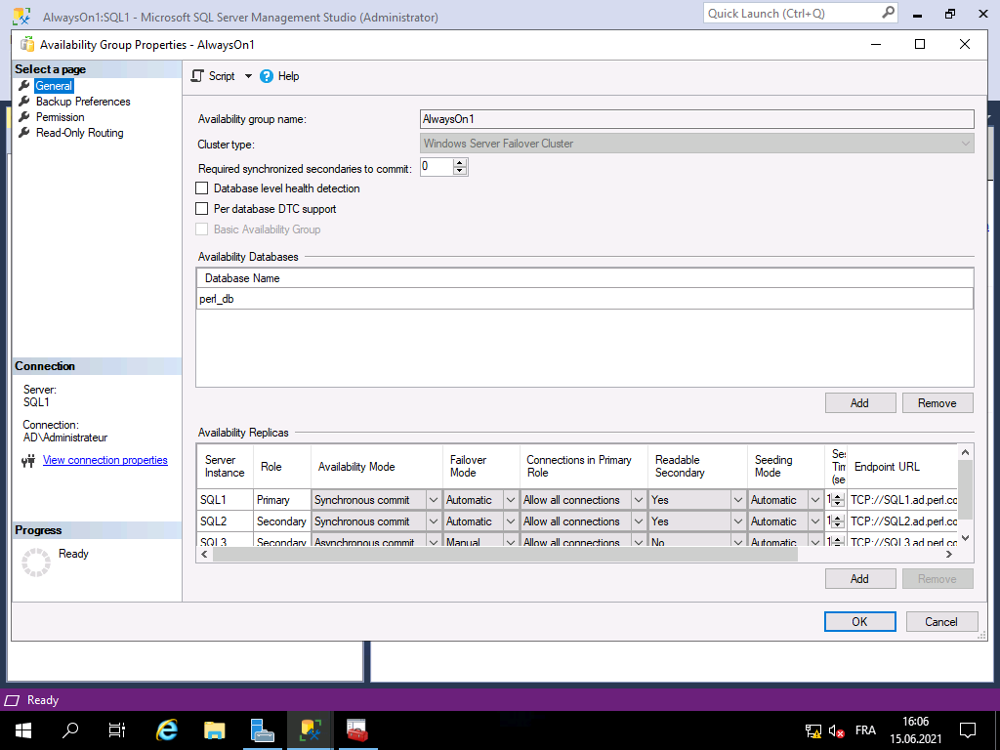 AlwaysOn1:SQL1 - Microsoft SQL Server Management Studio (Administrator)
Quick Launch (Ctrl+Q)
Availability Group Properties - AlwaysOn1
Select a page
General
Backup Preferences
Permission
Read-Only Routing
Connection
Server:
SQL1
Connection:
AD\Administrateur
View connection properties
Progress
Ready
Script
Help
Availability group name:
AlwaysOn1
Cluster type:
Windows Server Failover Cluster
Required synchronized secondaries to commit:
0
Database level health detection
Per database DTC support
Basic Availability Group
Availability Databases
Database Name
perl_db
Add
Remove
Availability Replicas
Server Instance
Role
Availability Mode
Failover Mode
Connections in Primary Role
Readable Secondary
Seeding Mode
Endpoint URL
SQL1 Primary Synchronous commit Automatic Allow all connections Yes Automatic 1 TCP://SQL1.ad.perl.co
SQL2 Secondary Synchronous commit Automatic Allow all connections Yes Automatic 1 TCP://SQL2.ad.perl.co
SQL3 Secondary Asynchronous commit Manual Allow all connections No Automatic 1 TCP://SQL3.ad.perl.co
Add
Remove
OK
Cancel
Ready
FRA
16:06
15.06.2021